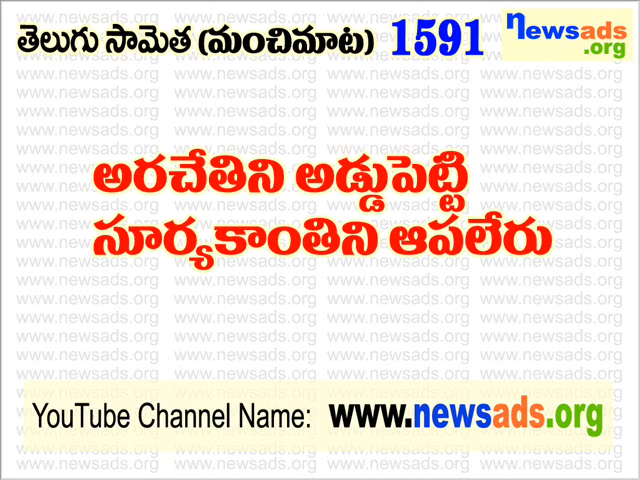 తెలుగు సామెత (మంచిమాట) 1591 newsads.org
అరచేతిని అడ్డుపెట్టి
సూర్యకాంతిని ఆపలేరు
YouTube Channel Name: www.newsads.org